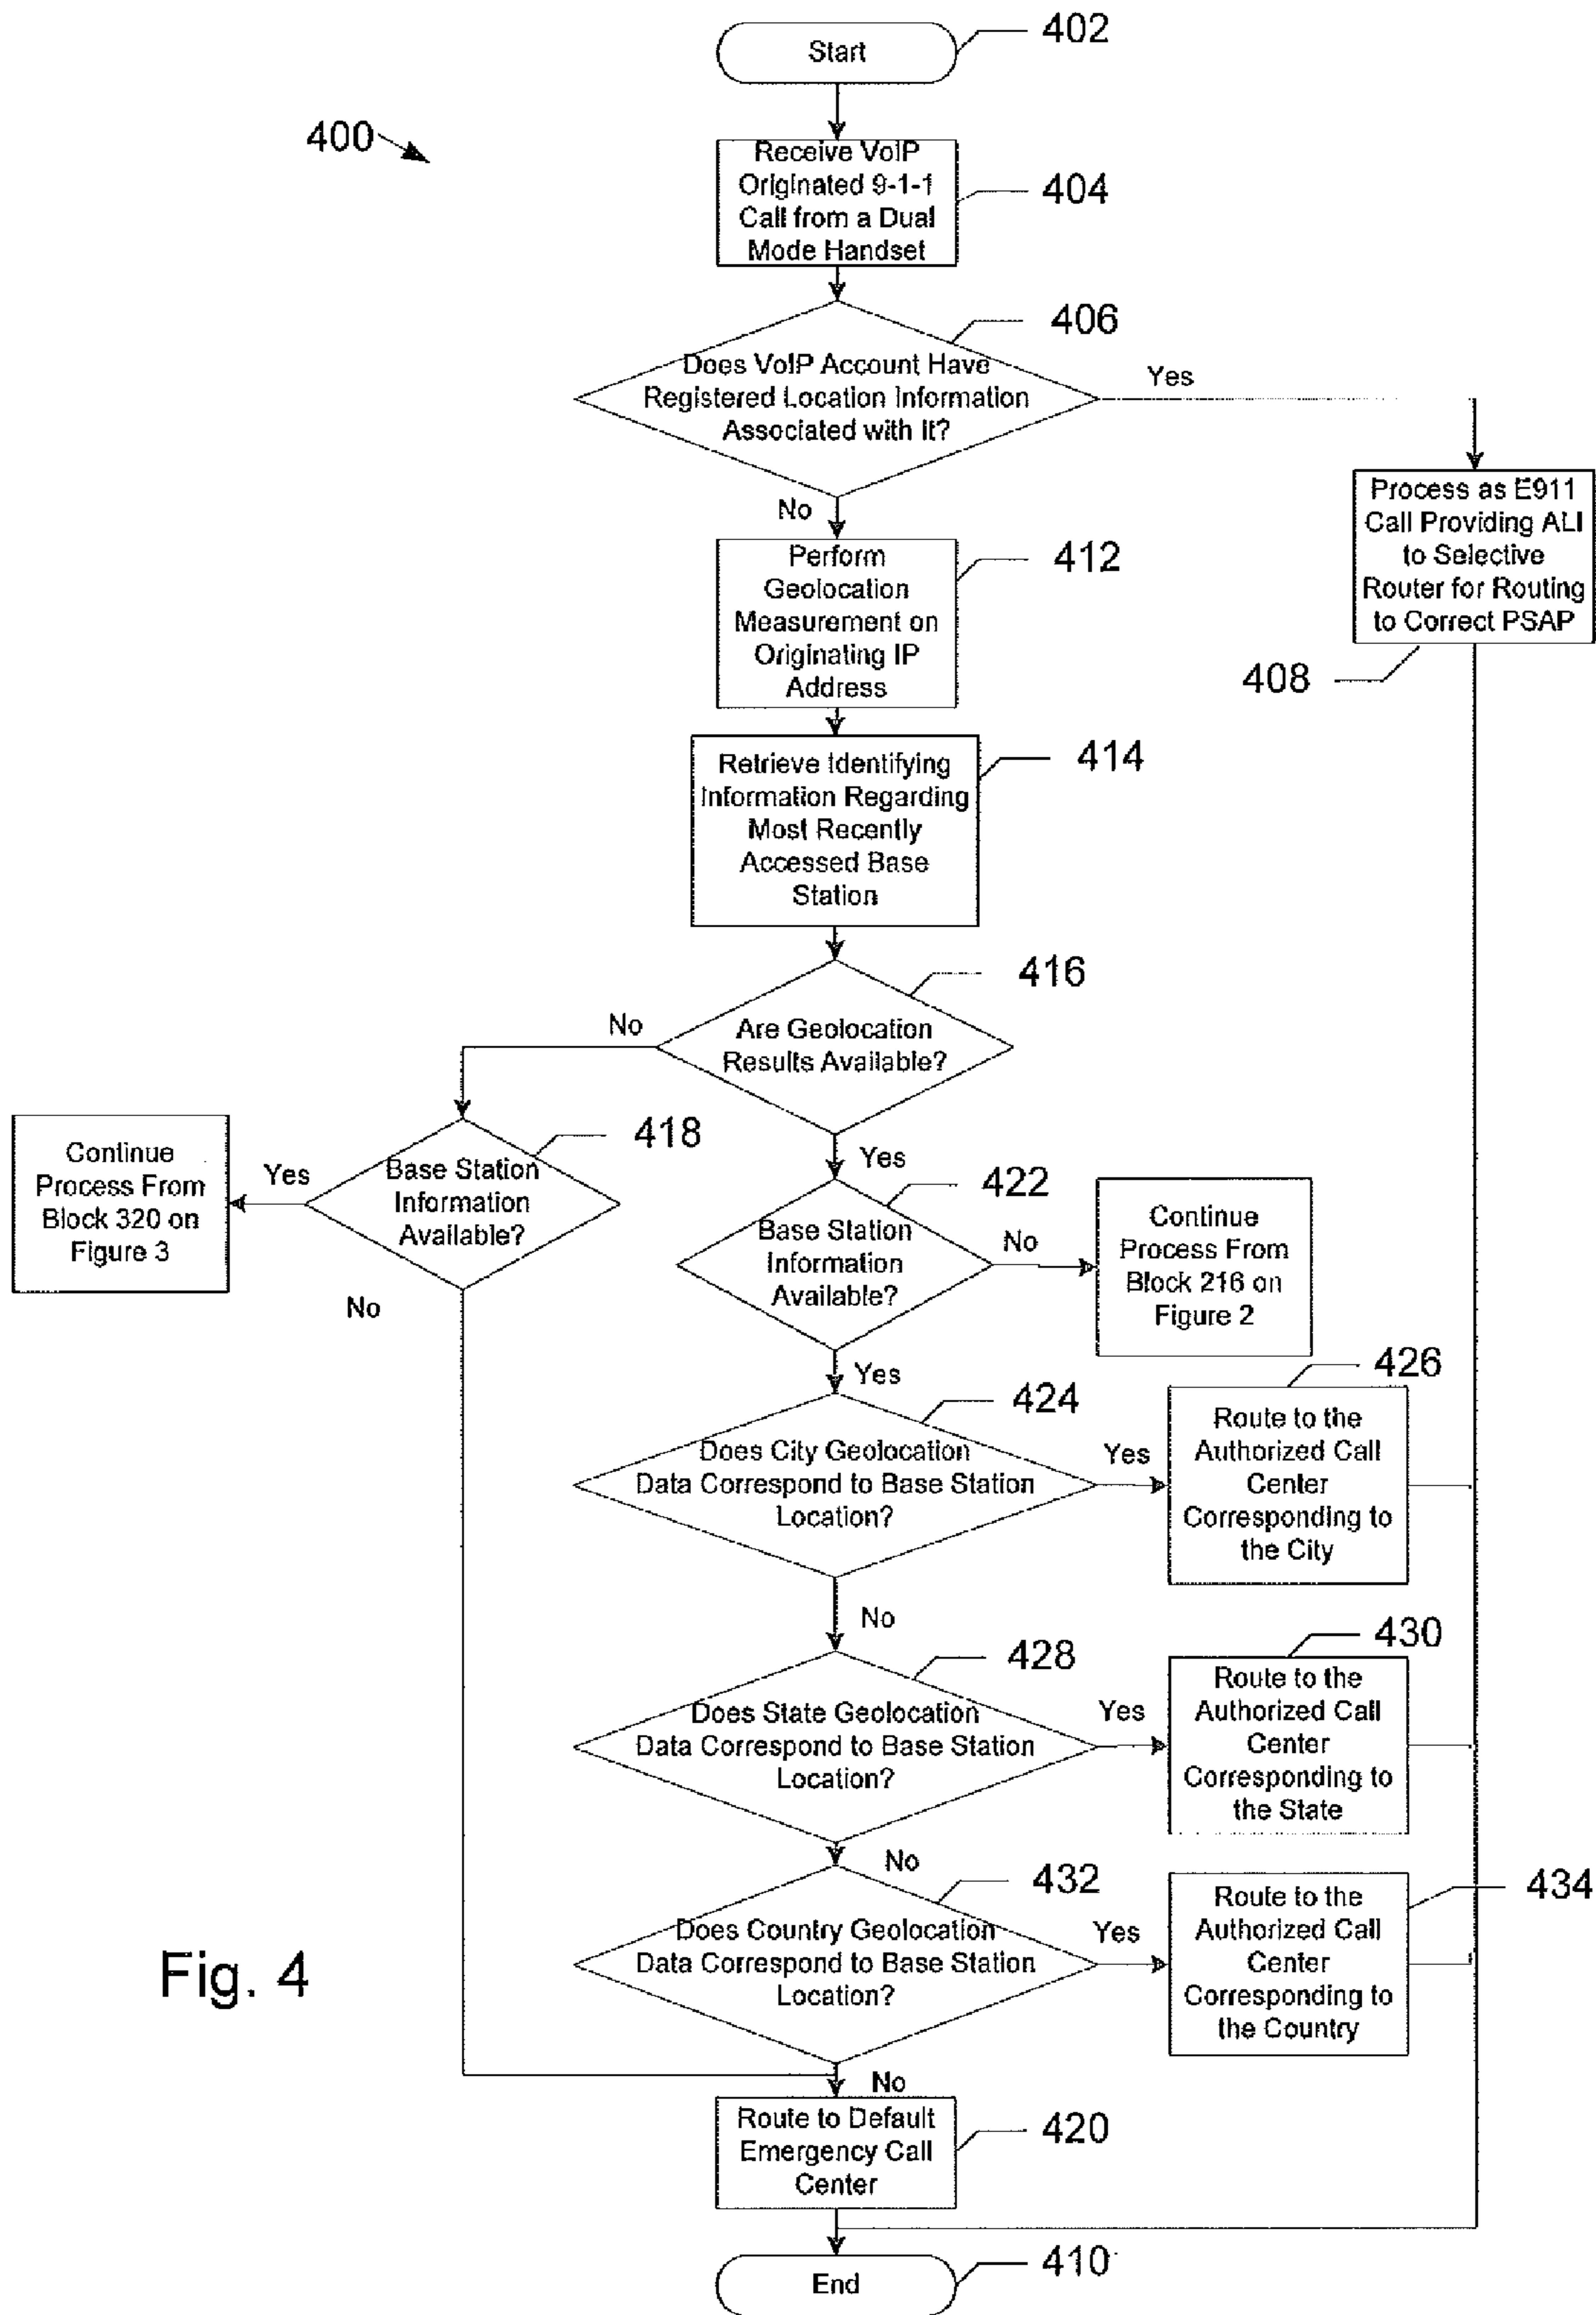 Start
402
400
Receive VoIP
Originated 9-1-1
Call from a Dual
Mode Handset
404
406
Does VoIP Account Have
Registered Location Information
Associated with It?
Yes
No
Process as E911
Call Providing ALI
to Selective
Router for Routing
to Correct PSAP
408
Perform
Geolocation
Measurement on
Originating IP
Address
412
Retrieve Identifying
Information Regarding
Most Recently
Accessed Base
Station
414
416
Are Geolocation
Results Available?
No
Yes
Continue
Process From
Block 320 on
Figure 3
Yes
418
Base Station
Information
Available?
No
422
Base Station
Information
Available?
No
Continue
Process From
Block 216 on
Figure 2
Yes
424
Does City Geolocation
Data Correspond to Base Station
Location?
Yes
426
Route to the
Authorized Call
Center
Corresponding to
the City
No
428
Does State Geolocation
Data Correspond to Base Station
Location?
Yes
430
Route to the
Authorized Call
Center
Corresponding to
the State
No
432
Does Country Geolocation
Data Correspond to Base Station
Location?
Yes
Route to the
Authorized Call
Center
Corresponding to
the Country
434
Fig. 4
No
Route to Default
Emergency Call
Center
420
End
410